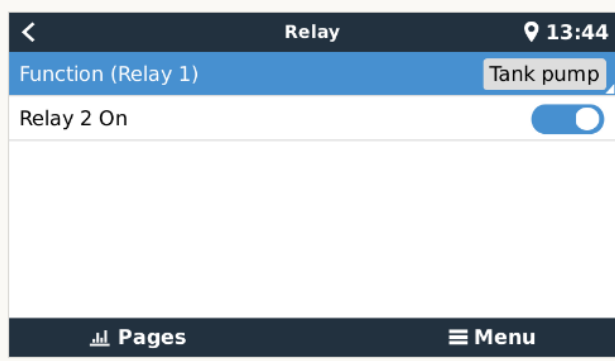 Relay 13:44
Function (Relay 1) Tank pump
Relay 2 On
Pages Menu